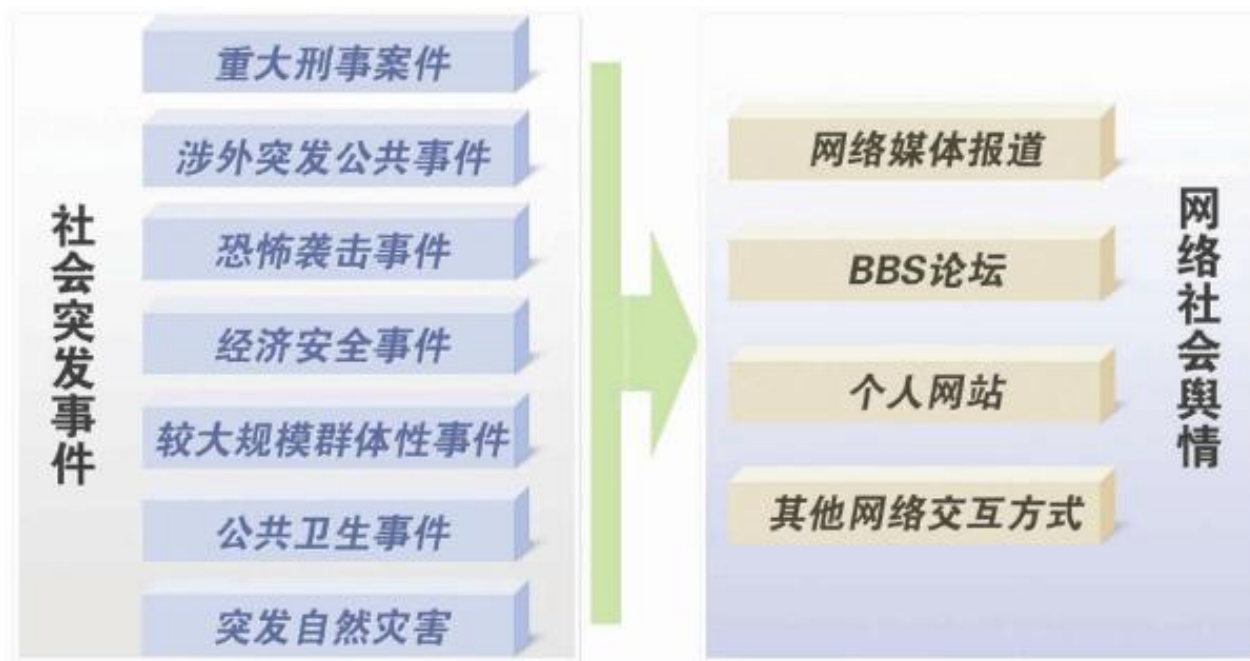 社会突发事件
重大刑事案件
涉外突发公共事件
恐怖袭击事件
经济安全事件
较大规模群体性事件
公共卫生事件
突发自然灾害
网络媒体报道
BBS论坛
个人网站
其他网络交互方式
网络社会舆情